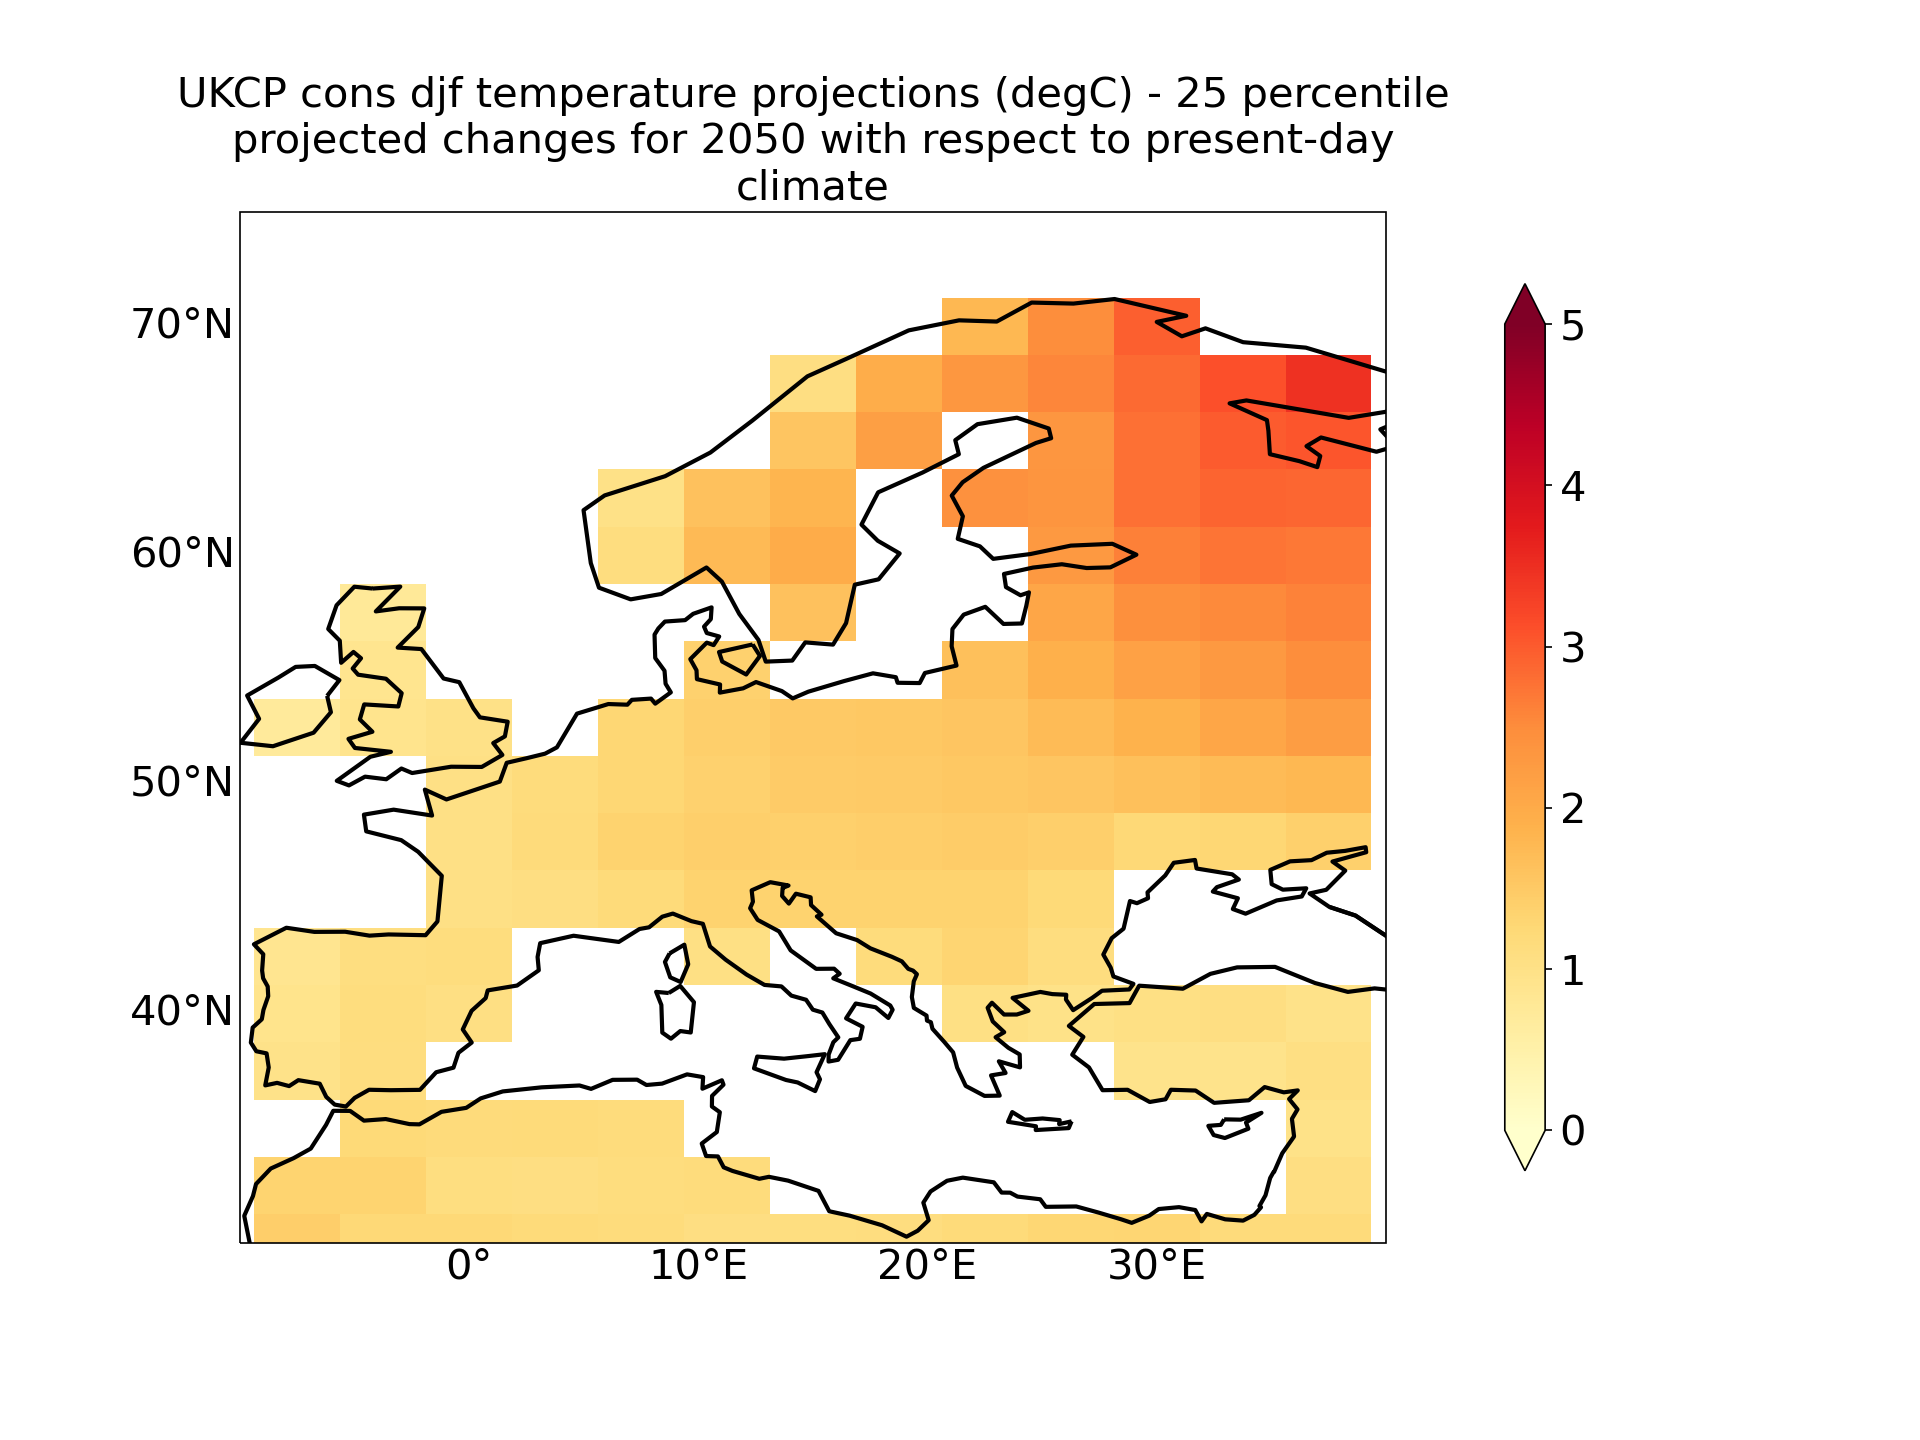 UKCP cons djf temperature projections (degC) - 25 percentile
projected changes for 2050 with respect to present-day
climate
70°N
60°N
50°N
40°N
0°
10°E
20°E
30°E
5
4
3
2
1
0